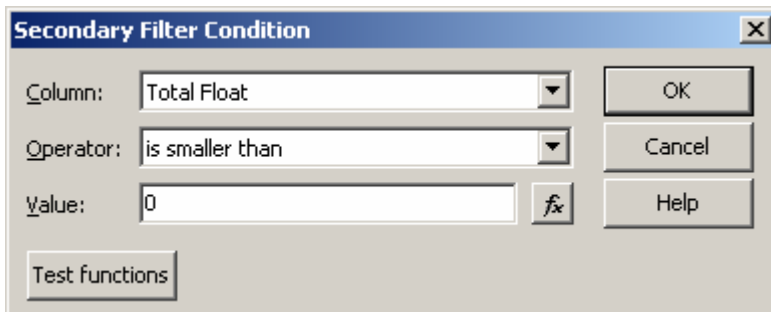 Secondary Filter Condition
Column: Total Float OK
Operator: is smaller than Cancel
Value: 0 fx Help
Test functions